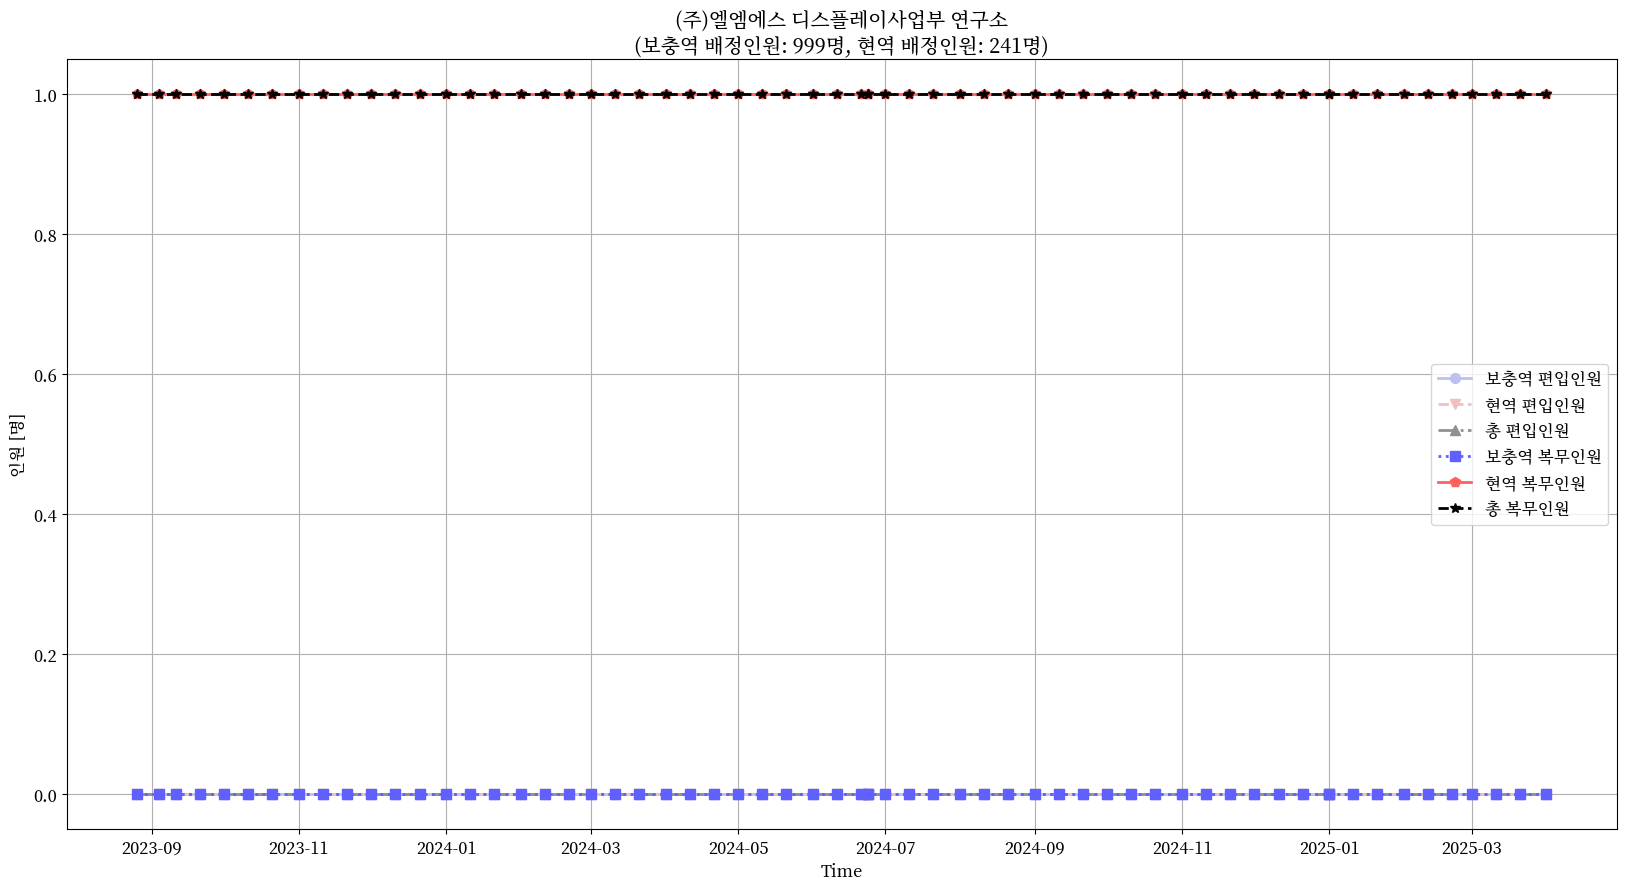 (주)엘엠에스 디스플레이사업부 연구소
(보충역 배정인원: 999명, 현역 배정인원: 241명)
1.0
0.8
0.6
0.4
0.2
0.0
인원 [명]
보충역 편입인원
현역 편입인원
총 편입인원
보충역 복무인원
현역 복무인원
총 복무인원
2023-09 2023-11 2024-01 2024-03 2024-05 2024-07 2024-09 2024-11 2025-01 2025-03
Time